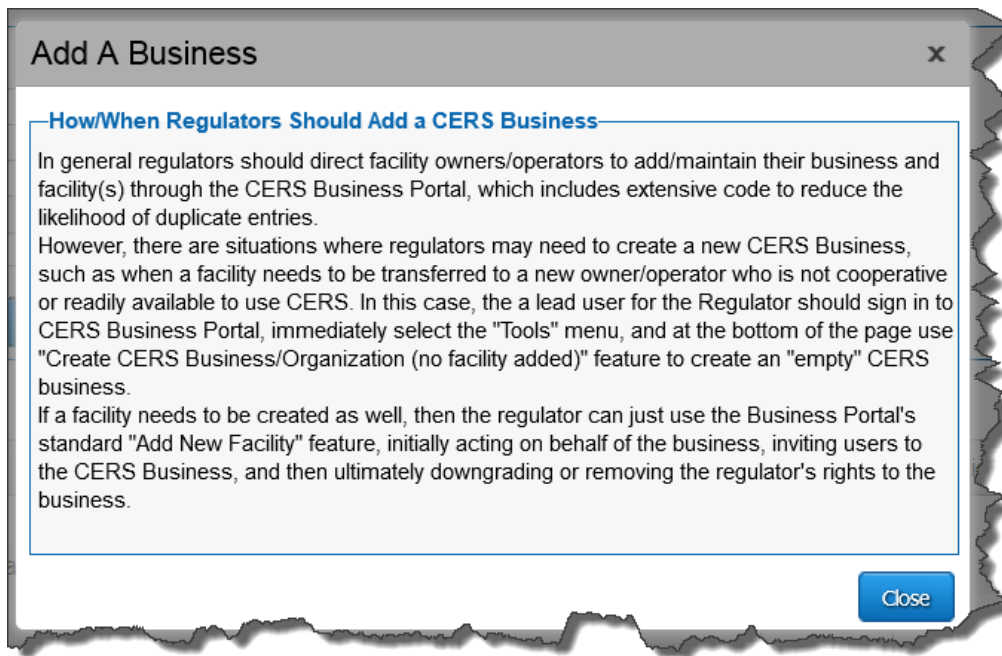 Add A Business
x
How/When Regulators Should Add a CERS Business
In general regulators should direct facility owners/operators to add/maintain their business and
facility(s) through the CERS Business Portal, which includes extensive code to reduce the
likelihood of duplicate entries.
However, there are situations where regulators may need to create a new CERS Business,
such as when a facility needs to be transferred to a new owner/operator who is not cooperative
or readily available to use CERS. In this case, the a lead user for the Regulator should sign in to
CERS Business Portal, immediately select the "Tools" menu, and at the bottom of the page use
"Create CERS Business/Organization (no facility added)" feature to create an "empty" CERS
business.
If a facility needs to be created as well, then the regulator can just use the Business Portal's
standard "Add New Facility" feature, initially acting on behalf of the business, inviting users to
the CERS Business, and then ultimately downgrading or removing the regulator's rights to the
business.
Close